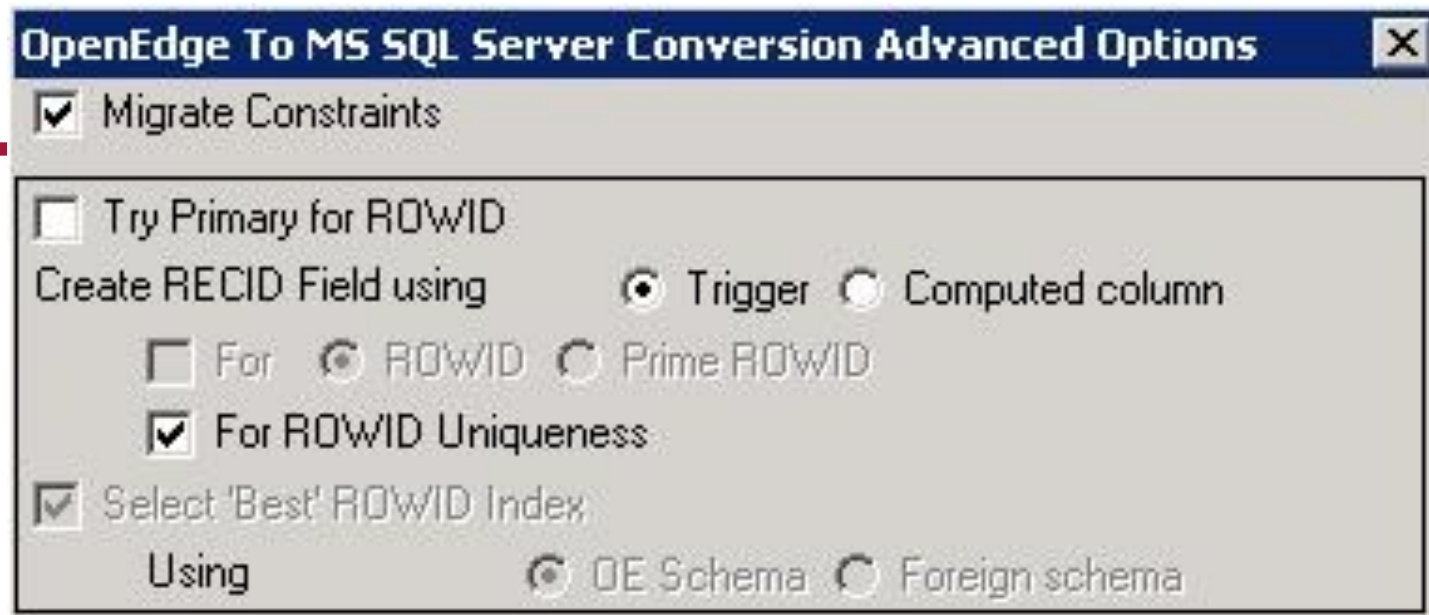 OpenEdge To MS SQL Server Conversion Advanced Options
Migrate Constraints
Try Primary for ROWID
Create RECID Field using Trigger Computed column
For ROWID Prime ROWID
For ROWID Uniqueness
Select 'Best' ROWID Index
Using OE Schema Foreign schema